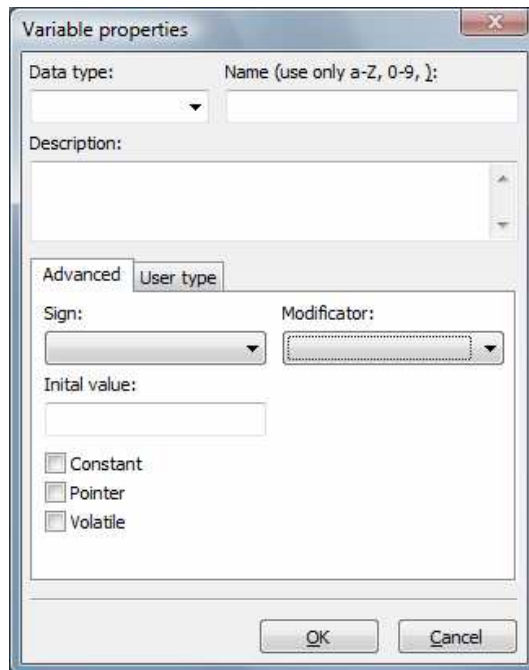 Variable properties
Data type: Name (use only a-Z, 0-9, ):
Description:
Advanced User type
Sign: Modificator:
Inital value:
Constant
Pointer
Volatile
OK Cancel